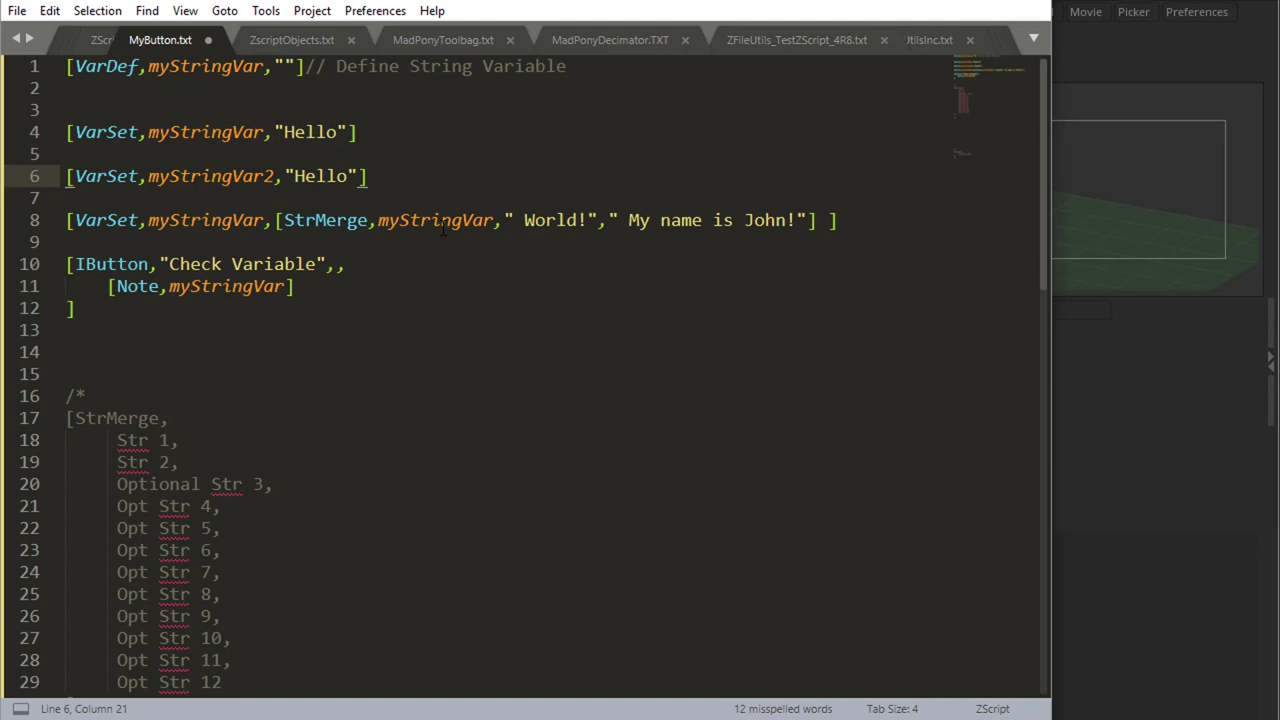 File Edit Selection Find View Goto Tools Project Preferences Help
Movie Picker Preferences
ZScri MyButton.txt ZscriptObjects.txt MadPonyToolbag.txt MadPonyDecimator.TXT ZFileUtils_TestZScript_4R8.txt UtilsInc.txt
1 [VarDef,myStringVar,""]// Define String Variable
2
3
4 [VarSet,myStringVar,"Hello"]
5
6 [VarSet,myStringVar2,"Hello"]
7
8 [VarSet,myStringVar,[StrMerge,myStringVar," World!"," My name is John!"] ]
9
10 [IButton,"Check Variable",,
11 [Note,myStringVar]
12 ]
13
14
15
16 /*
17 [StrMerge,
18 Str 1,
19 Str 2,
20 Optional Str 3,
21 Opt Str 4,
22 Opt Str 5,
23 Opt Str 6,
24 Opt Str 7,
25 Opt Str 8,
26 Opt Str 9,
27 Opt Str 10,
28 Opt Str 11,
29 Opt Str 12
Line 6, Column 21 12 misspelled words Tab Size: 4 ZScript